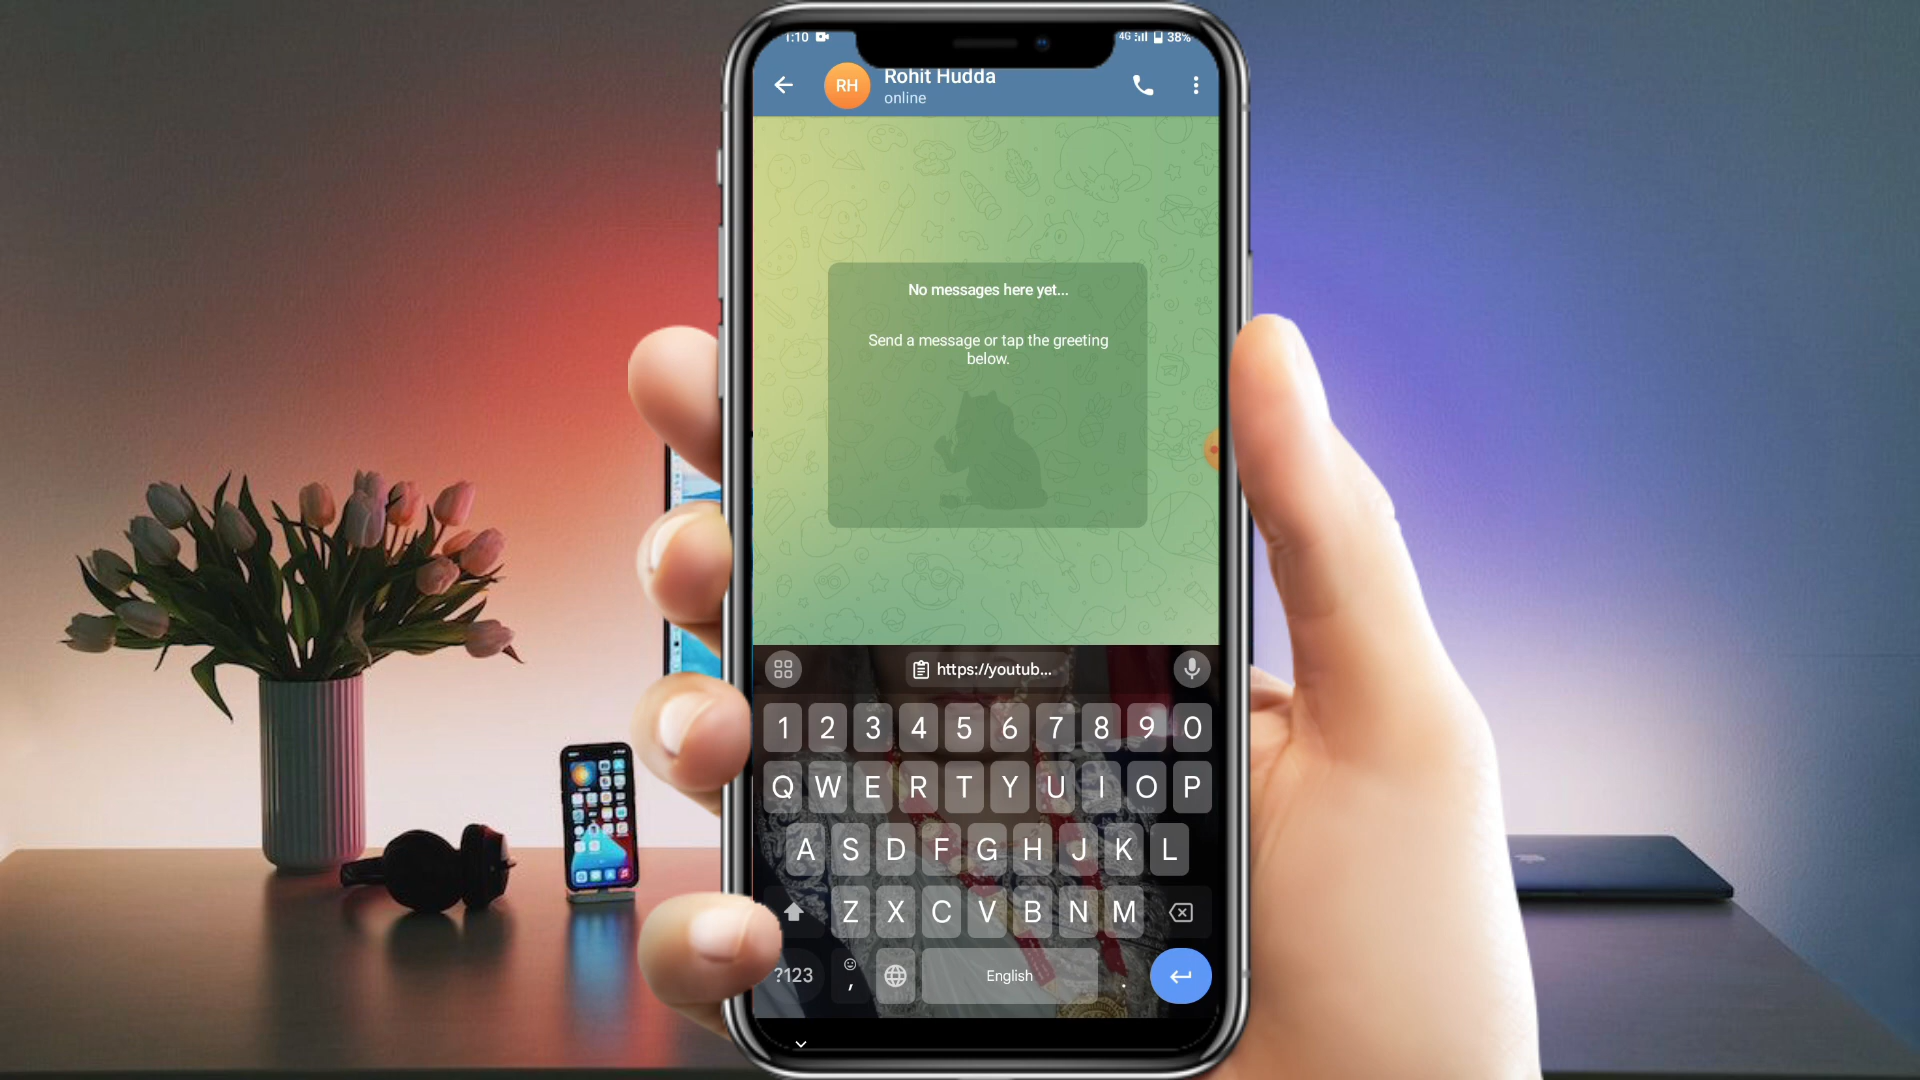 1:10 4G 38%
RH Rohit Hudda
online
No messages here yet...
Send a message or tap the greeting
below.
https://youtub...
1 2 3 4 5 6 7 8 9 0
Q W E R T Y U I O P
A S D F G H J K L
Z X C V B N M
?123 , English .